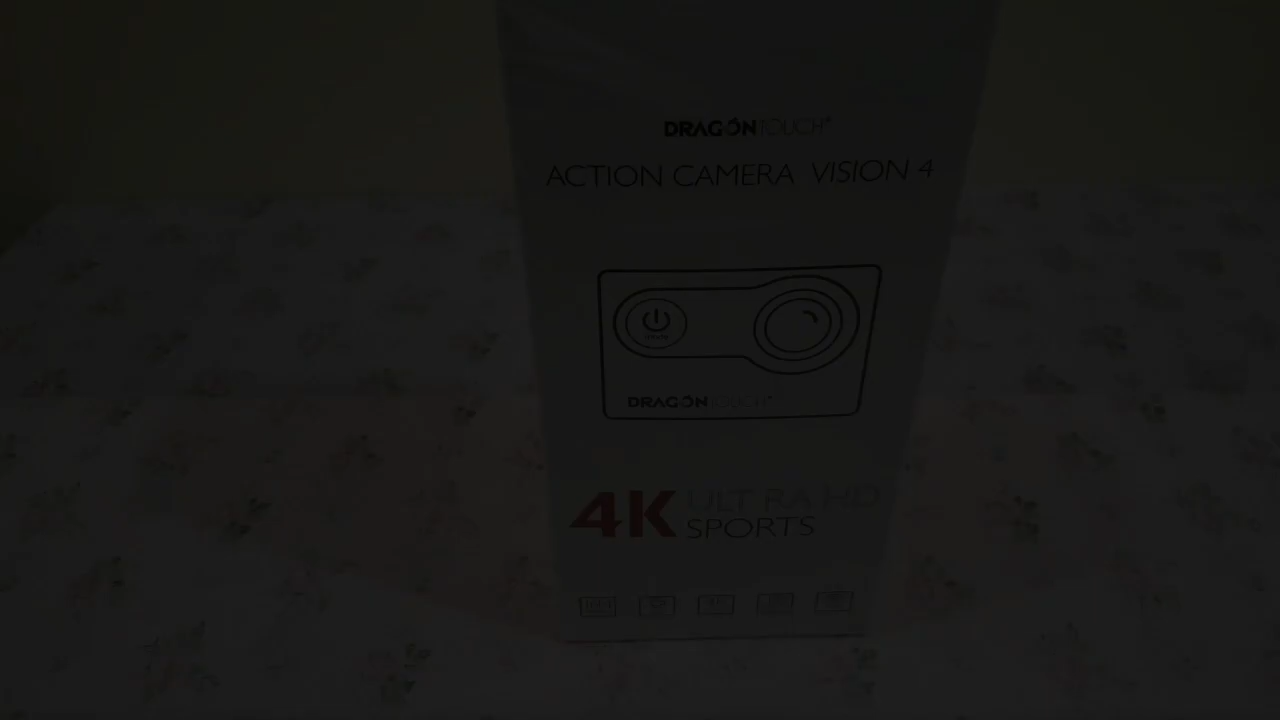 DRAGONTOUCH®
ACTION CAMERA VISION 4
DRAGONTOUCH®
4K ULTRA HD
SPORTS